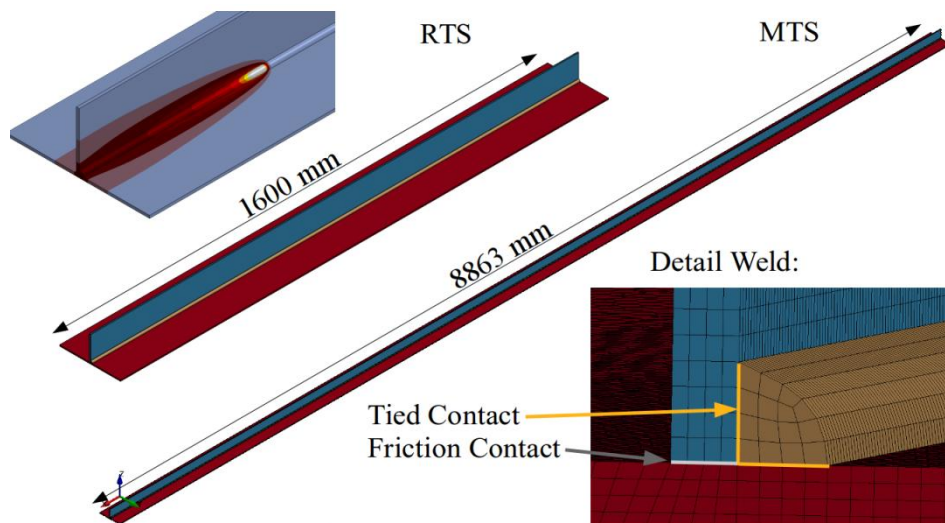 RTS
MTS
1600 mm
8863 mm
Detail Weld:
Tied Contact
Friction Contact
z